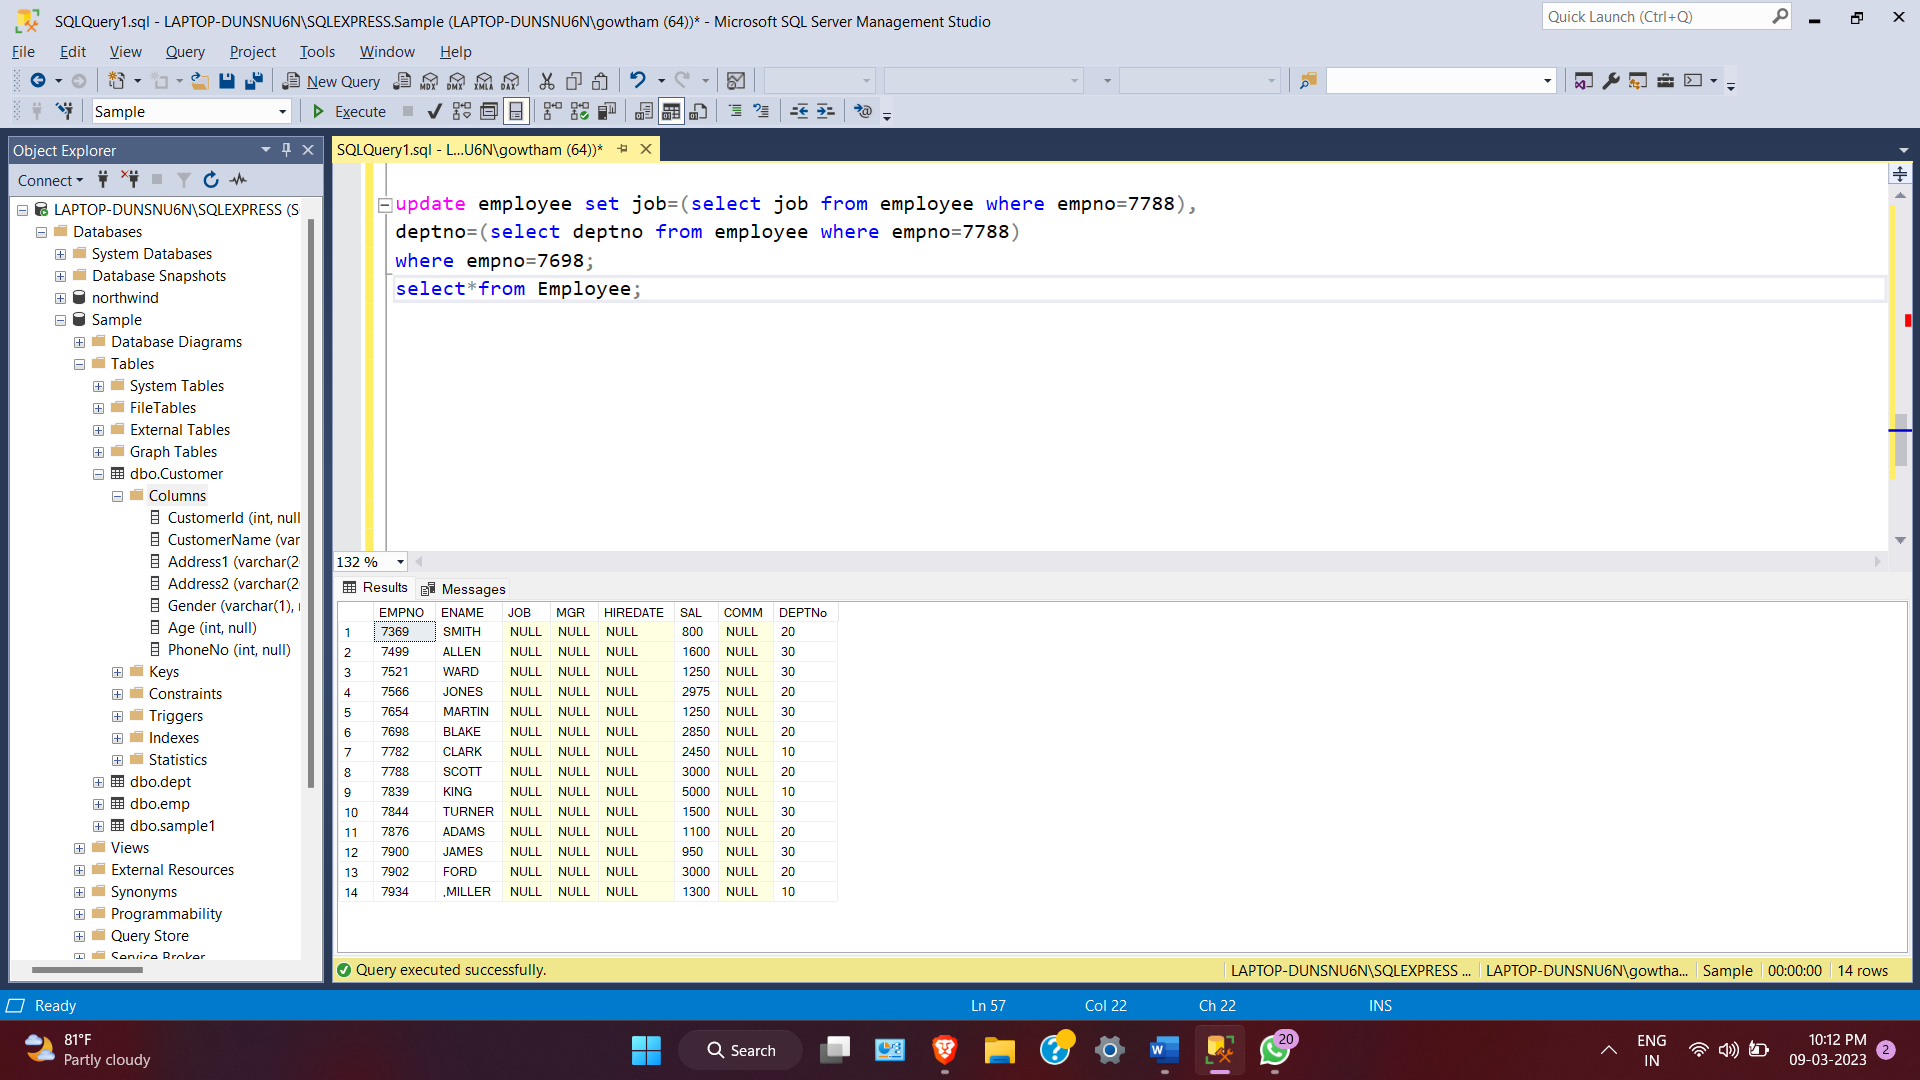 SQLQuery1.sql - LAPTOP-DUNSNU6N\SQLEXPRESS.Sample (LAPTOP-DUNSNU6N\gowtham (64))* - Microsoft SQL Server Management Studio
Quick Launch (Ctrl+Q)
File Edit View Query Project Tools Window Help
New Query MDX DMX XMLA DAX
Sample Execute
Object Explorer
SQLQuery1.sql - L...U6N\gowtham (64))*
Connect
LAPTOP-DUNSNU6N\SQLEXPRESS (S
Databases
System Databases
Database Snapshots
northwind
Sample
Database Diagrams
Tables
System Tables
FileTables
External Tables
Graph Tables
dbo.Customer
Columns
CustomerId (int, null
CustomerName (var
Address1 (varchar(20
Address2 (varchar(20
Gender (varchar(1), 
Age (int, null)
PhoneNo (int, null)
Keys
Constraints
Triggers
Indexes
Statistics
dbo.dept
dbo.emp
dbo.sample1
Views
External Resources
Synonyms
Programmability
Query Store
Service Broker
update employee set job=(select job from employee where empno=7788),
deptno=(select deptno from employee where empno=7788)
where empno=7698;
select*from Employee;
132 %
Results Messages
EMPNO ENAME JOB MGR HIREDATE SAL COMM DEPTNo
1 7369 SMITH NULL NULL NULL 800 NULL 20
2 7499 ALLEN NULL NULL NULL 1600 NULL 30
3 7521 WARD NULL NULL NULL 1250 NULL 30
4 7566 JONES NULL NULL NULL 2975 NULL 20
5 7654 MARTIN NULL NULL NULL 1250 NULL 30
6 7698 BLAKE NULL NULL NULL 2850 NULL 20
7 7782 CLARK NULL NULL NULL 2450 NULL 10
8 7788 SCOTT NULL NULL NULL 3000 NULL 20
9 7839 KING NULL NULL NULL 5000 NULL 10
10 7844 TURNER NULL NULL NULL 1500 NULL 30
11 7876 ADAMS NULL NULL NULL 1100 NULL 20
12 7900 JAMES NULL NULL NULL 950 NULL 30
13 7902 FORD NULL NULL NULL 3000 NULL 20
14 7934 ,MILLER NULL NULL NULL 1300 NULL 10
Query executed successfully. LAPTOP-DUNSNU6N\SQLEXPRESS ... LAPTOP-DUNSNU6N\gowtha... Sample 00:00:00 14 rows
Ready Ln 57 Col 22 Ch 22 INS
81°F
Partly cloudy
Search
20
ENG
IN
10:12 PM
09-03-2023
2